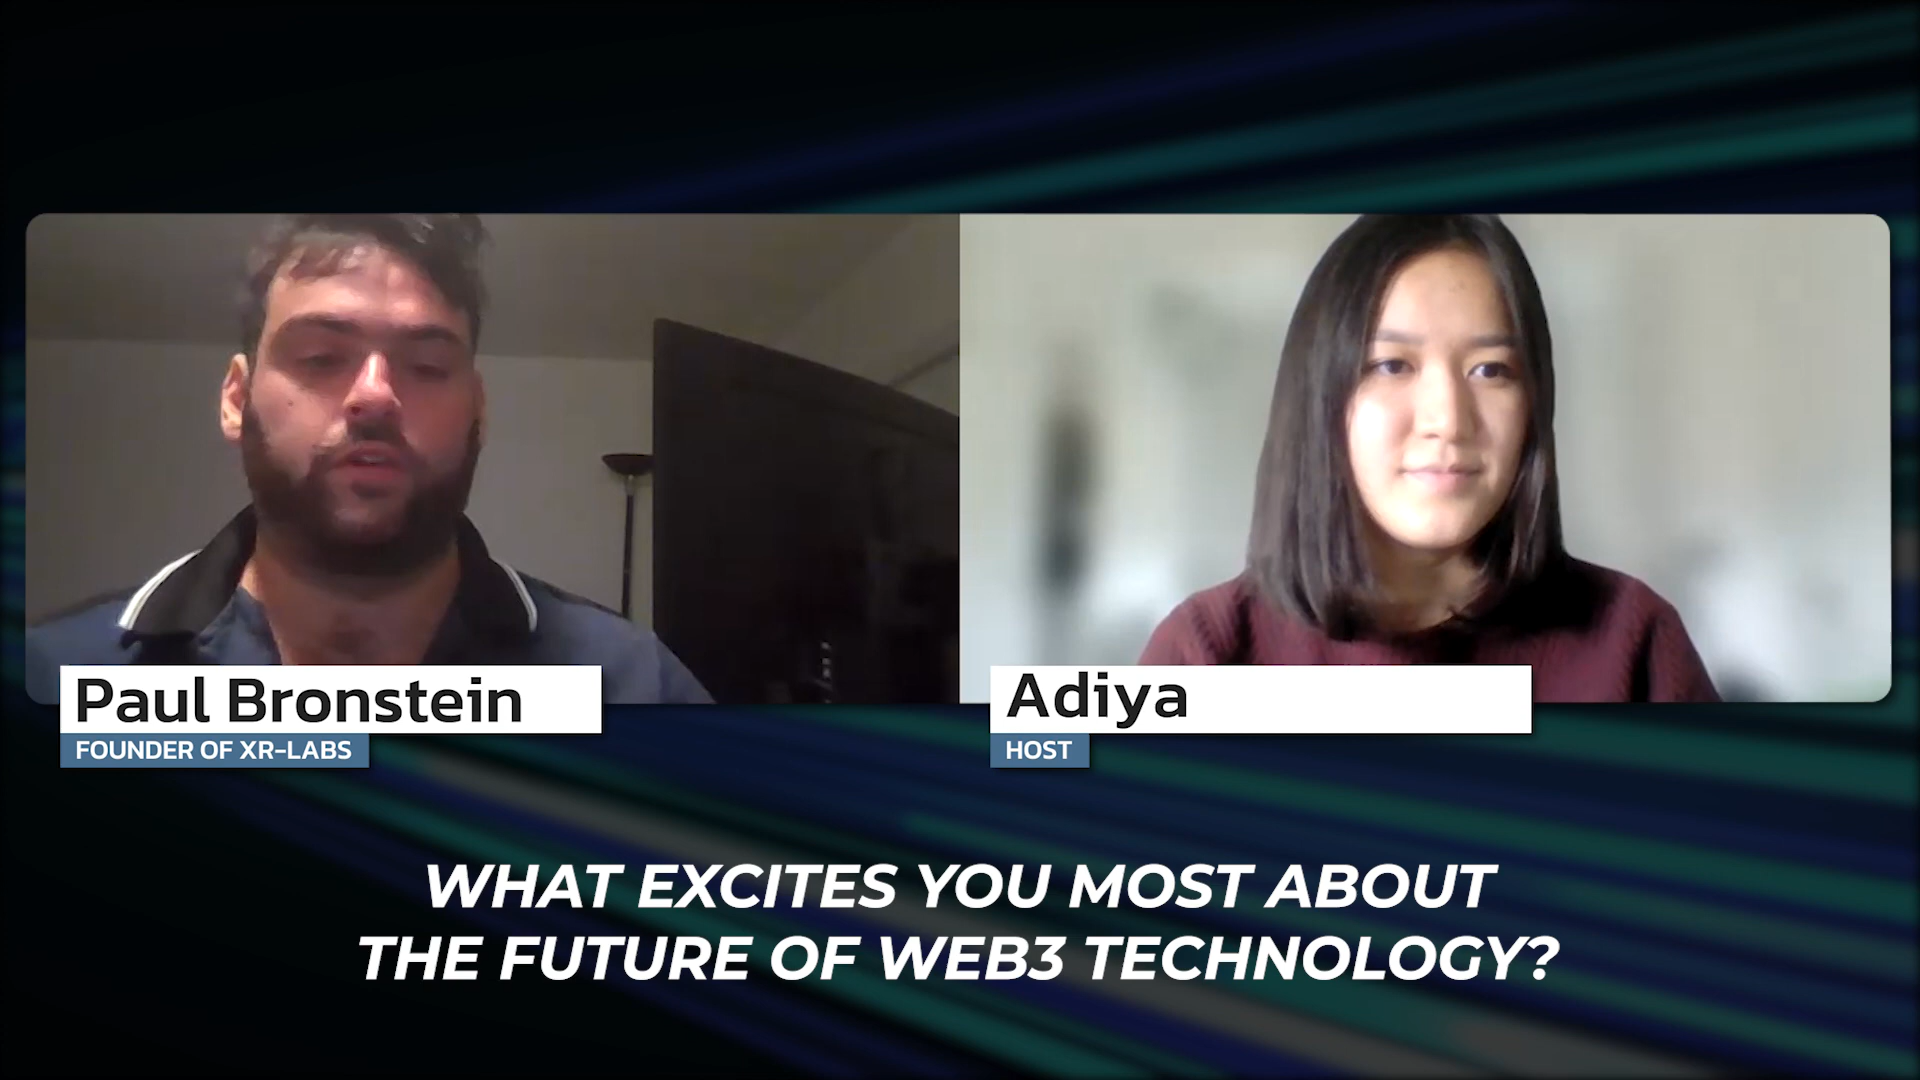 Paul Bronstein
FOUNDER OF XR-LABS
Adiya
HOST
WHAT EXCITES YOU MOST ABOUT
THE FUTURE OF WEB3 TECHNOLOGY?